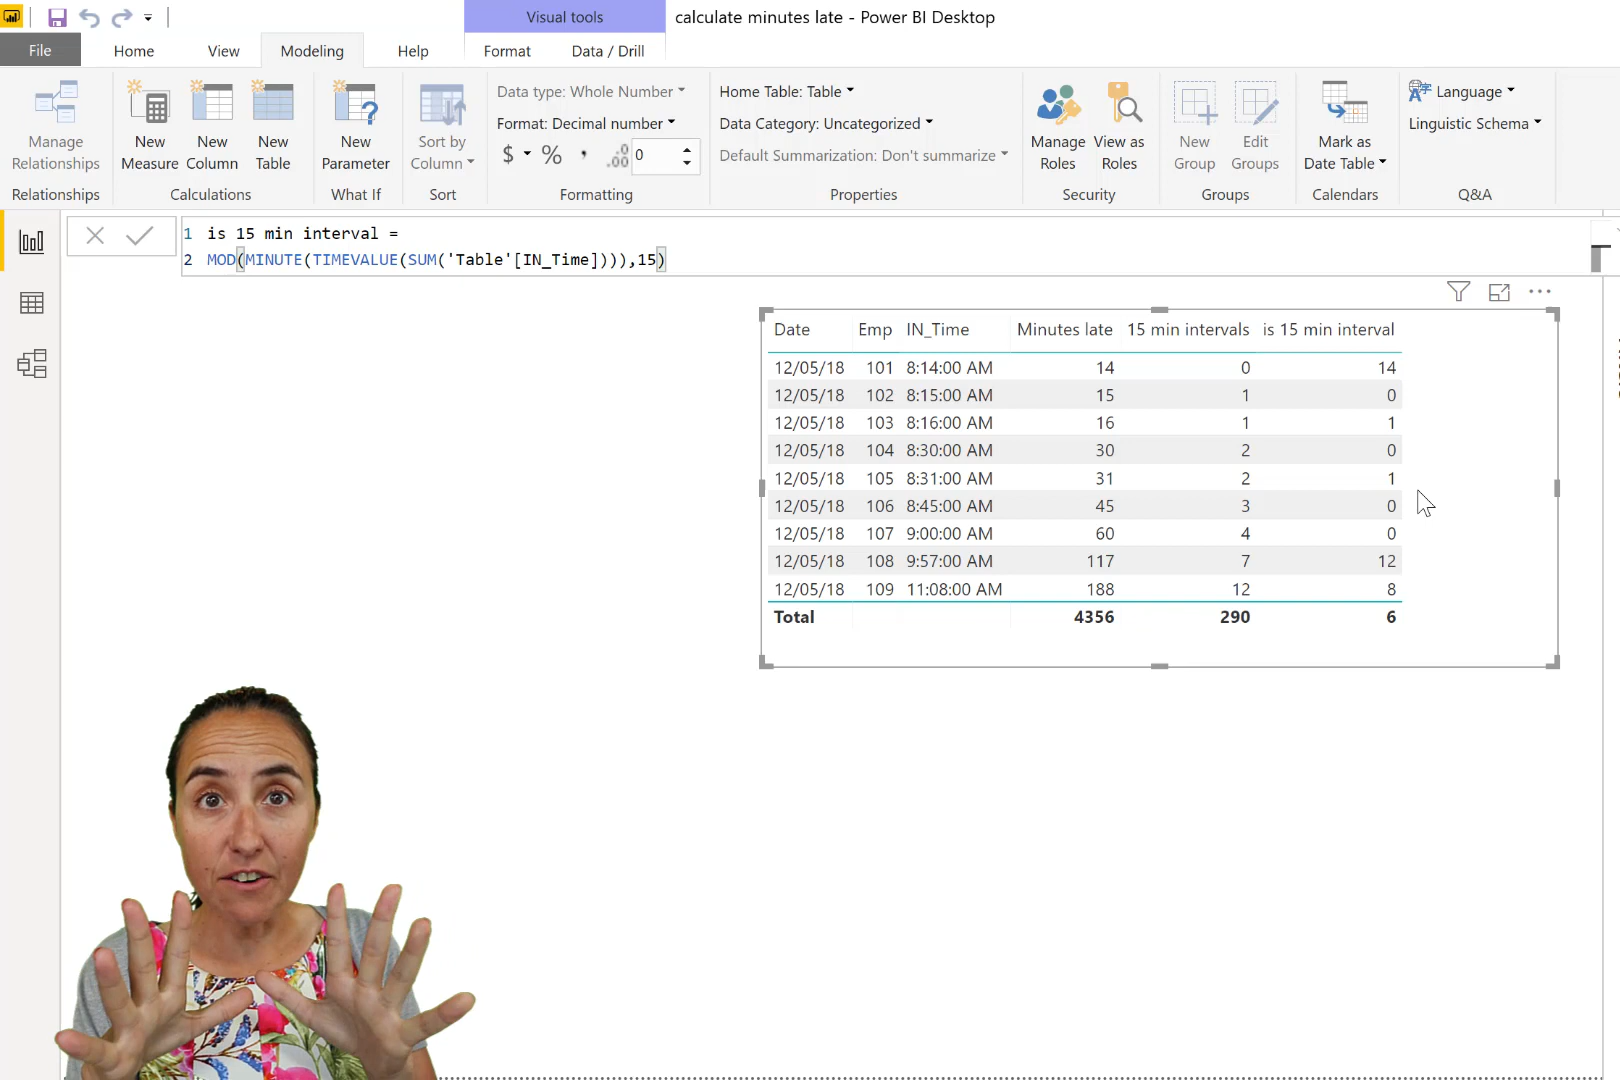 Visual tools
calculate minutes late - Power BI Desktop
File Home View Modeling Help Format Data / Drill
Manage Relationships
Relationships
New Measure
New Column
New Table
Calculations
New Parameter
What If
Sort by Column
Sort
Data type: Whole Number
Format: Decimal number
$ % , .00 0
Formatting
Home Table: Table
Data Category: Uncategorized
Default Summarization: Don't summarize
Properties
Manage Roles
View as Roles
Security
New Group
Edit Groups
Groups
Mark as Date Table
Calendars
Language
Linguistic Schema
Q&A
1 is 15 min interval =
2 MOD(MINUTE(TIMEVALUE(SUM('Table'[IN_Time]))),15)
Date Emp IN_Time Minutes late 15 min intervals is 15 min interval
12/05/18 101 8:14:00 AM 14 0 14
12/05/18 102 8:15:00 AM 15 1 0
12/05/18 103 8:16:00 AM 16 1 1
12/05/18 104 8:30:00 AM 30 2 0
12/05/18 105 8:31:00 AM 31 2 1
12/05/18 106 8:45:00 AM 45 3 0
12/05/18 107 9:00:00 AM 60 4 0
12/05/18 108 9:57:00 AM 117 7 12
12/05/18 109 11:08:00 AM 188 12 8
Total 4356 290 6